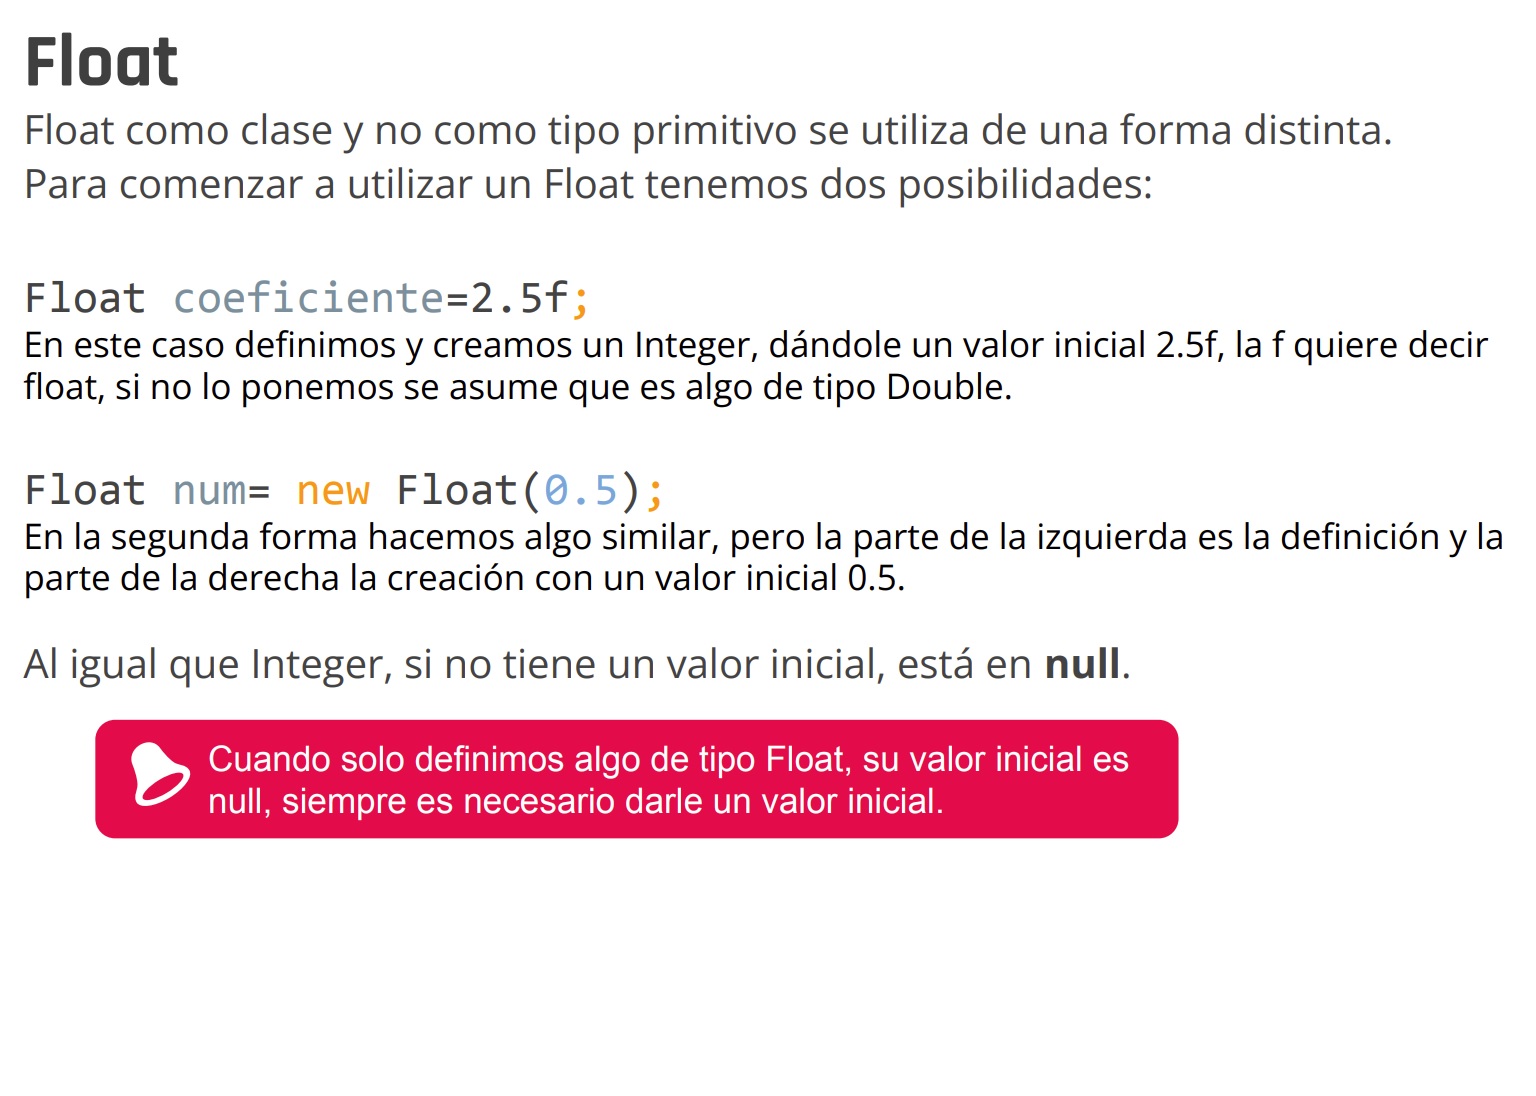 Float
Float como clase y no como tipo primitivo se utiliza de una forma distinta.
Para comenzar a utilizar un Float tenemos dos posibilidades:
Float coeficiente=2.5f;
En este caso definimos y creamos un Integer, dándole un valor inicial 2.5f, la f quiere decir
float, si no lo ponemos se asume que es algo de tipo Double.
Float num= new Float(0.5);
En la segunda forma hacemos algo similar, pero la parte de la izquierda es la definición y la
parte de la derecha la creación con un valor inicial 0.5.
Al igual que Integer, si no tiene un valor inicial, está en null.
Cuando solo definimos algo de tipo Float, su valor inicial es
null, siempre es necesario darle un valor inicial.